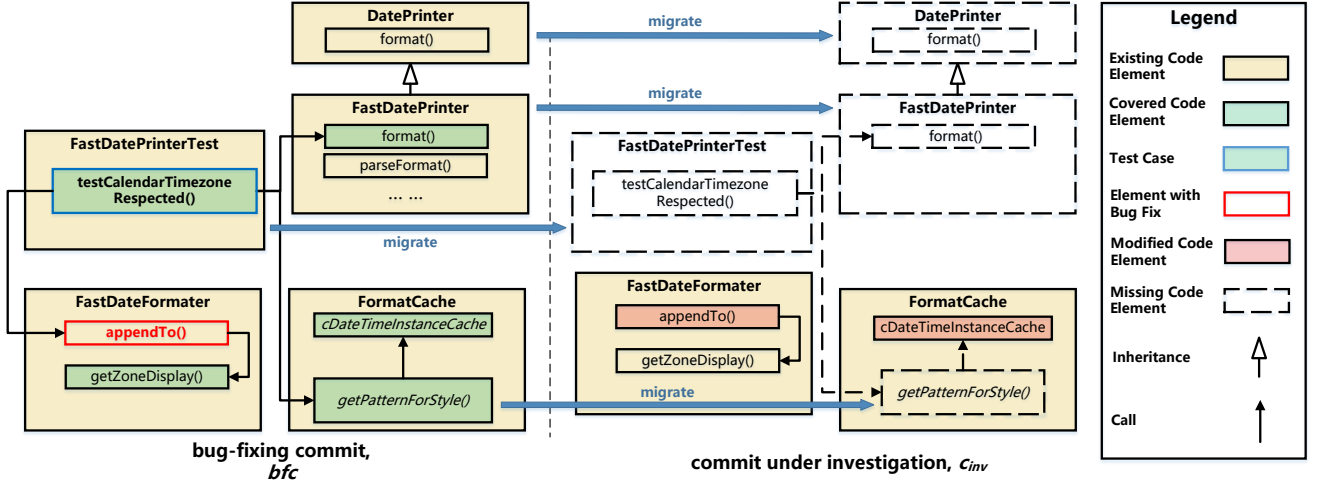 DatePrinter
format()
FastDatePrinter
format()
parseFormat()
... ...
FastDatePrinterTest
testCalendarTimezone
Respected()
FastDateFormater
appendTo()
getZoneDisplay()
FormatCache
cDateTimeInstanceCache
getPatternForStyle()
bug-fixing commit,
bfc
migrate
migrate
migrate
migrate
DatePrinter
format()
FastDatePrinter
format()
FastDatePrinterTest
testCalendarTimezone
Respected()
FastDateFormater
appendTo()
getZoneDisplay()
FormatCache
cDateTimeInstanceCache
getPatternForStyle()
commit under investigation, cinv
Legend
Existing Code
Element
Covered Code
Element
Test Case
Element with
Bug Fix
Modified Code
Element
Missing Code
Element
Inheritance
Call